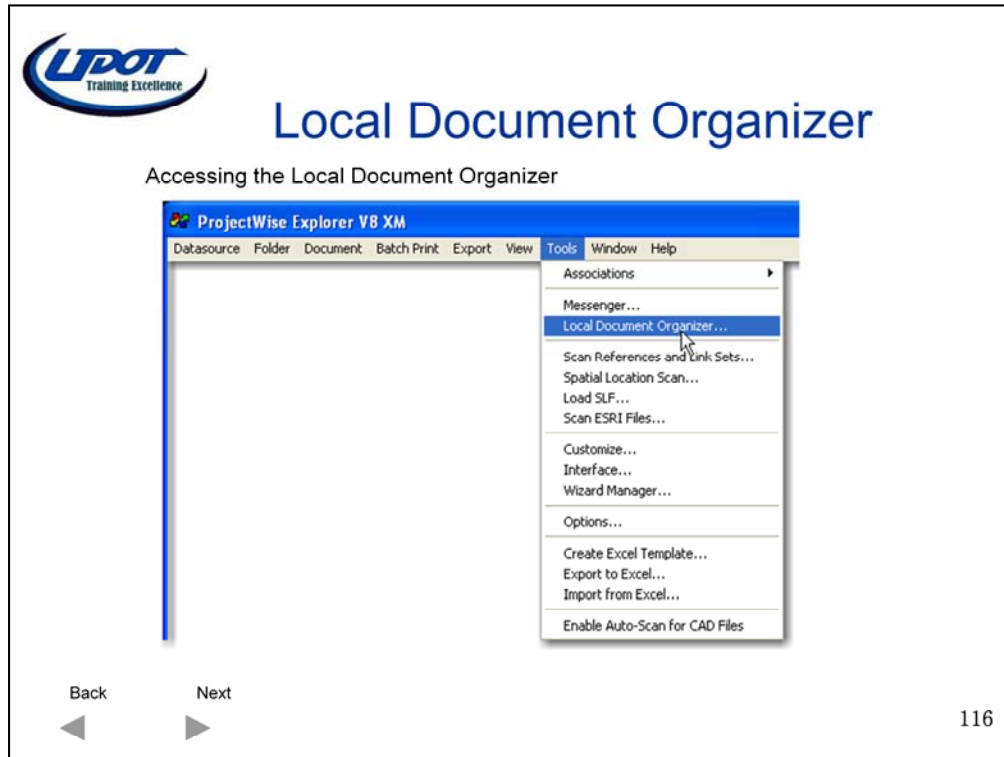 UDOT
Training Excellence
Local Document Organizer
Accessing the Local Document Organizer
ProjectWise Explorer V8 XM
Datasource Folder Document Batch Print Export View Tools Window Help
Associations
Messenger...
Local Document Organizer...
Scan References and Link Sets...
Spatial Location Scan...
Load SLF...
Scan ESRI Files...
Customize...
Interface...
Wizard Manager...
Options...
Create Excel Template...
Export to Excel...
Import from Excel...
Enable Auto-Scan for CAD Files
Back Next
116